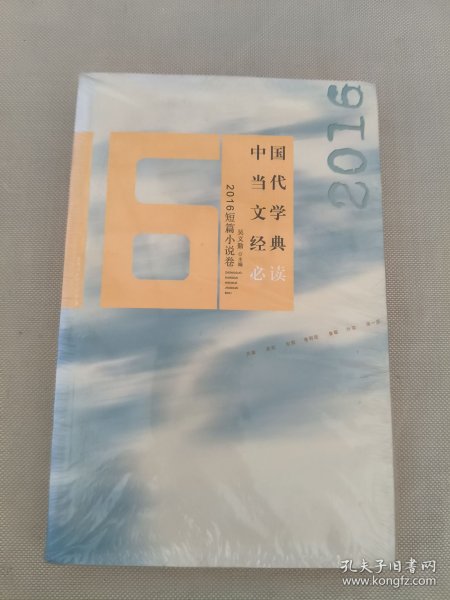 2016
16
中国
当代
文学
经典
必读
2016短篇小说卷
吴义勤 主编
孔夫子旧书网
www.kongfz.com